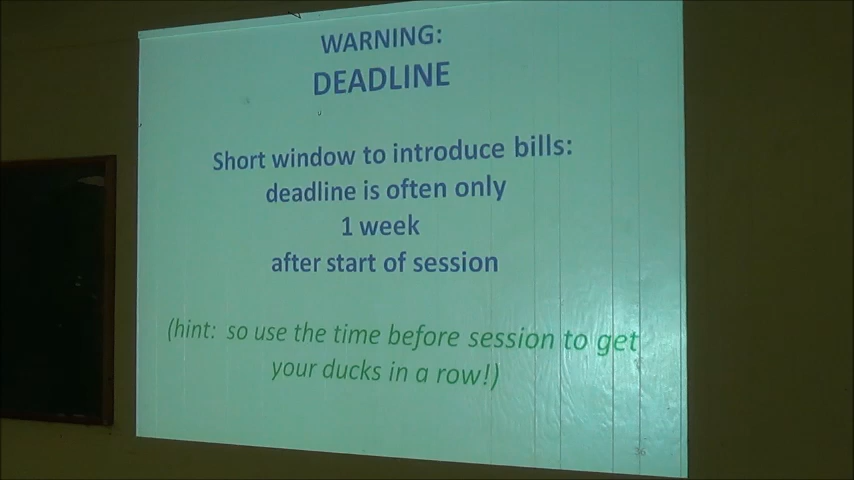 WARNING:
DEADLINE
Short window to introduce bills:
deadline is often only
1 week
after start of session
(hint: so use the time before session to get
your ducks in a row!)
36